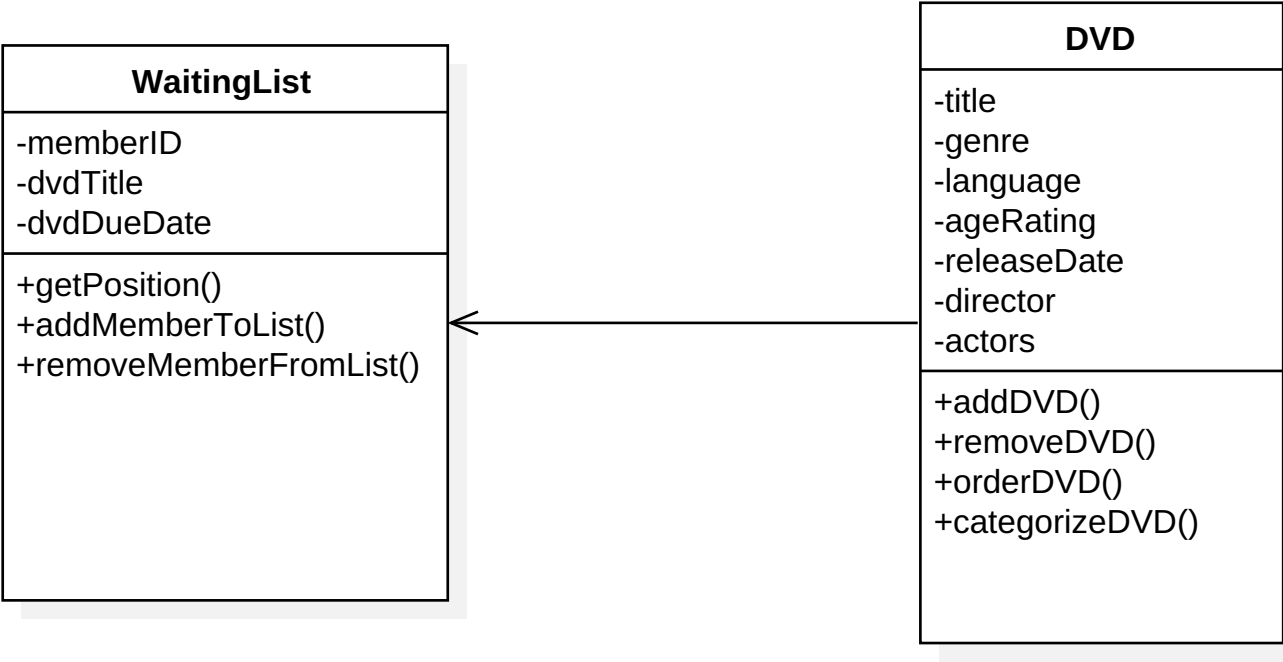 WaitingList
-memberID
-dvdTitle
-dvdDueDate
+getPosition()
+addMemberToList()
+removeMemberFromList()
DVD
-title
-genre
-language
-ageRating
-releaseDate
-director
-actors
+addDVD()
+removeDVD()
+orderDVD()
+categorizeDVD()